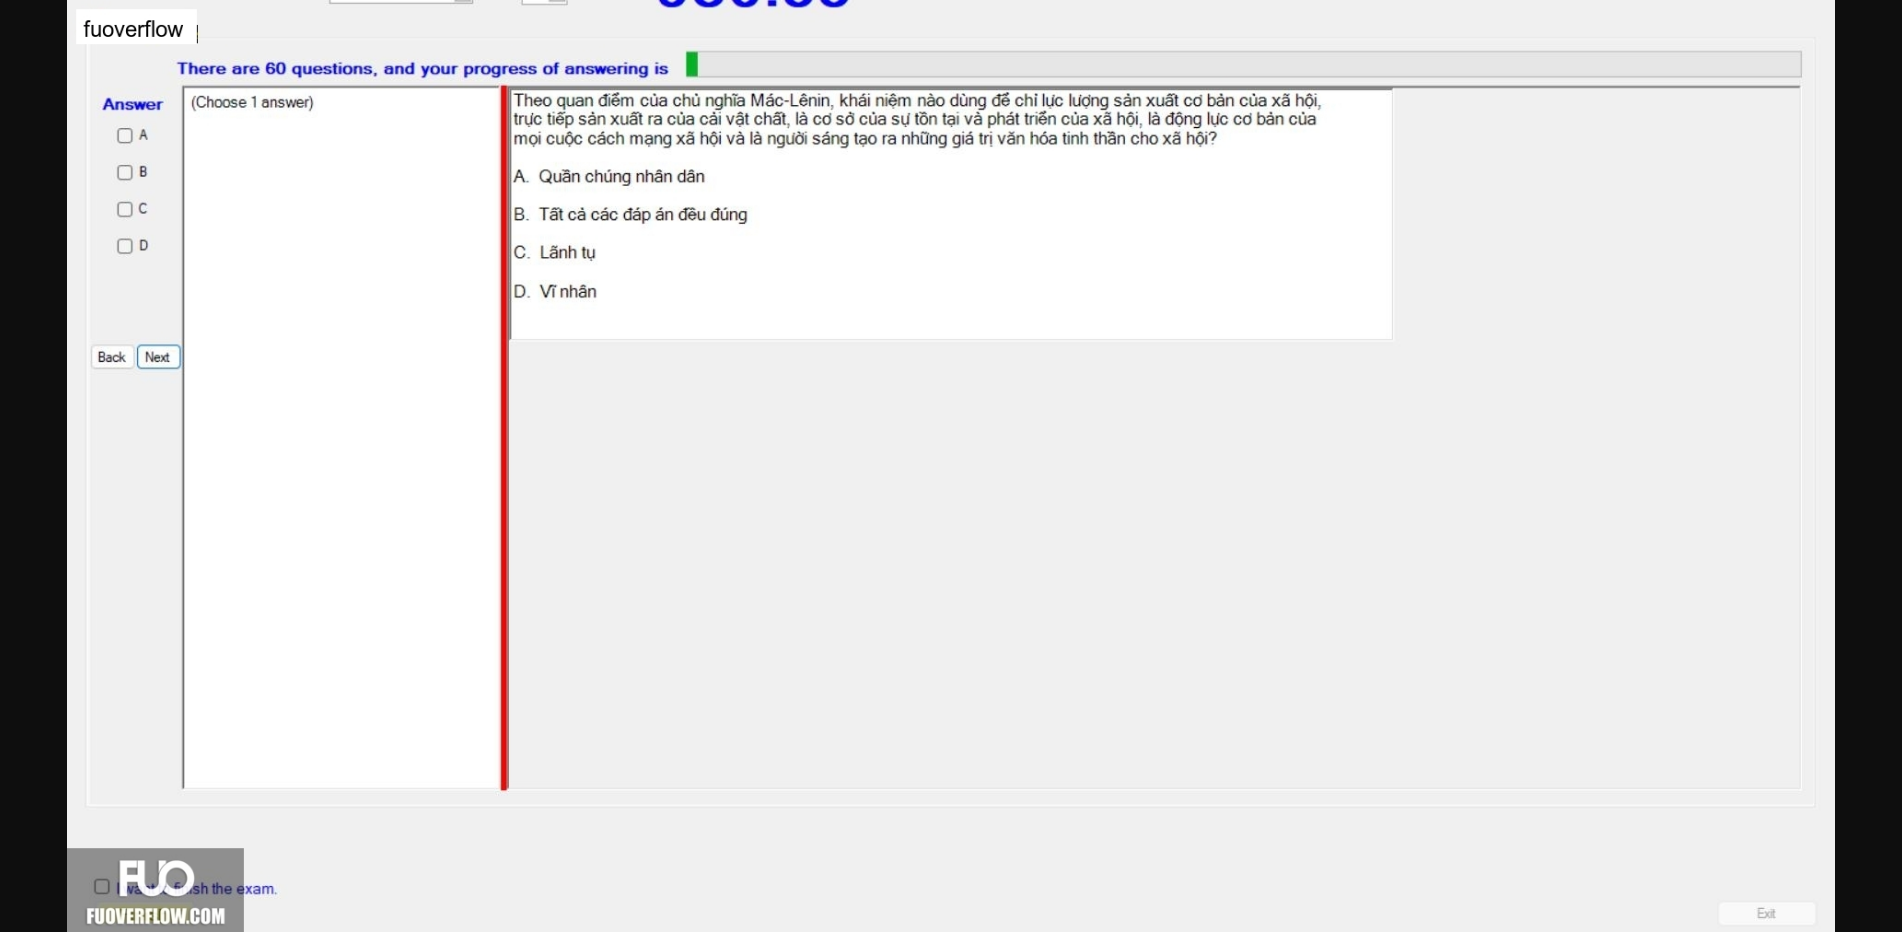 fuoverflow
There are 60 questions, and your progress of answering is
Answer
(Choose 1 answer)
A
B
C
D
Back
Next
Theo quan điểm của chủ nghĩa Mác-Lênin, khái niệm nào dùng để chỉ lực lượng sản xuất cơ bản của xã hội,
trực tiếp sản xuất ra của cải vật chất, là cơ sở của sự tồn tại và phát triển của xã hội, là động lực cơ bản của
mọi cuộc cách mạng xã hội và là người sáng tạo ra những giá trị văn hóa tinh thần cho xã hội?
A. Quần chúng nhân dân
B. Tất cả các đáp án đều đúng
C. Lãnh tụ
D. Vĩ nhân
I want finish the exam.
FUO
FUOVERFLOW.COM
Exit